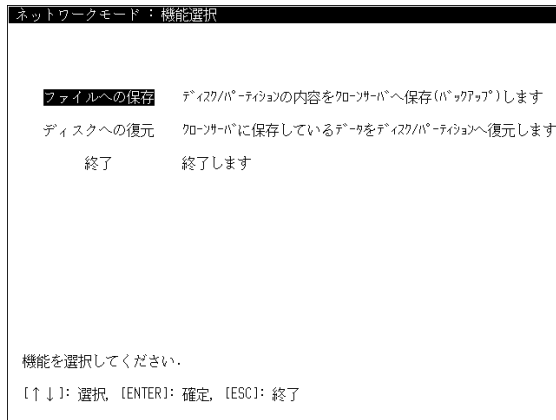 ネットワークモード：機能選択
ファイルへの保存 ﾃﾞｨｽｸ/ﾊﾟｰﾃｨｼｮﾝの内容をｸﾛｰﾝｻｰﾊﾞへ保存(ﾊﾞｯｸｱｯﾌﾟ)します
ディスクへの復元 ｸﾛｰﾝｻｰﾊﾞに保存しているﾃﾞｰﾀをﾃﾞｨｽｸ/ﾊﾟｰﾃｨｼｮﾝへ復元します
終了 終了します
機能を選択してください.
[↑↓]: 選択, [ENTER]: 確定, [ESC]: 終了